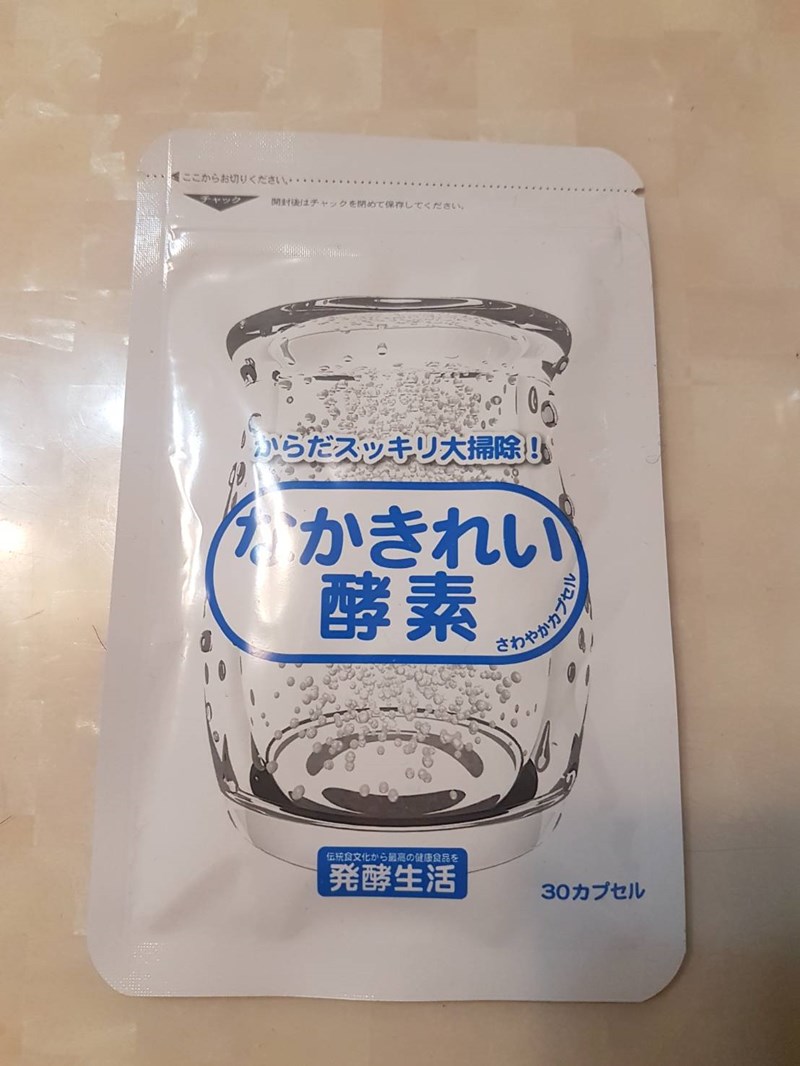 ここからお切りください。
チャック
開封後はチャックを閉めて保存してください。
からだスッキリ大掃除！
なかきれい
酵素
さわやかカプセル
伝統食文化から最高の健康食品を
発酵生活
30カプセル